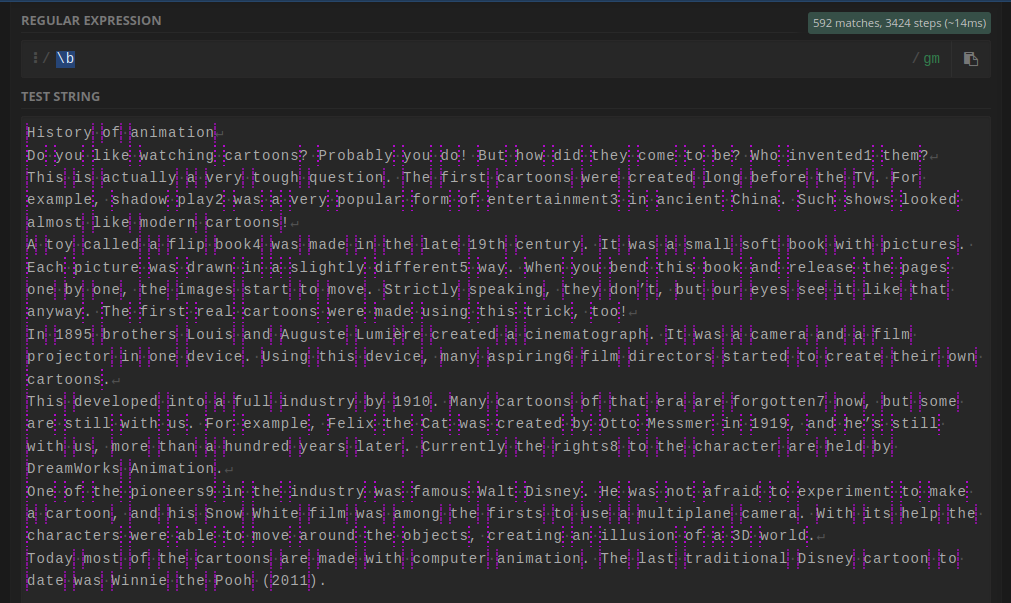 REGULAR EXPRESSION
592 matches, 3424 steps (~14ms)
/ \b / gm
TEST STRING
History of animation
Do you like watching cartoons? Probably you do! But how did they come to be? Who invented1 them?
This is actually a very tough question. The first cartoons were created long before the TV. For
example, shadow play2 was a very popular form of entertainment3 in ancient China. Such shows looked
almost like modern cartoons!
A toy called a flip book4 was made in the late 19th century. It was a small soft book with pictures.
Each picture was drawn in a slightly different5 way. When you bend this book and release the pages
one by one, the images start to move. Strictly speaking, they don’t, but our eyes see it like that
anyway. The first real cartoons were made using this trick, too!
In 1895 brothers Louis and Auguste Lumière created a cinematograph. It was a camera and a film
projector in one device. Using this device, many aspiring6 film directors started to create their own
cartoons.
This developed into a full industry by 1910. Many cartoons of that era are forgotten7 now, but some
are still with us. For example, Felix the Cat was created by Otto Messmer in 1919, and he’s still
with us, more than a hundred years later. Currently the rights8 to the character are held by
DreamWorks Animation.
One of the pioneers9 in the industry was famous Walt Disney. He was not afraid to experiment to make
a cartoon, and his Snow White film was among the firsts to use a multiplane camera. With its help the
characters were able to move around the objects, creating an illusion of a 3D world.
Today most of the cartoons are made with computer animation. The last traditional Disney cartoon to
date was Winnie the Pooh (2011).